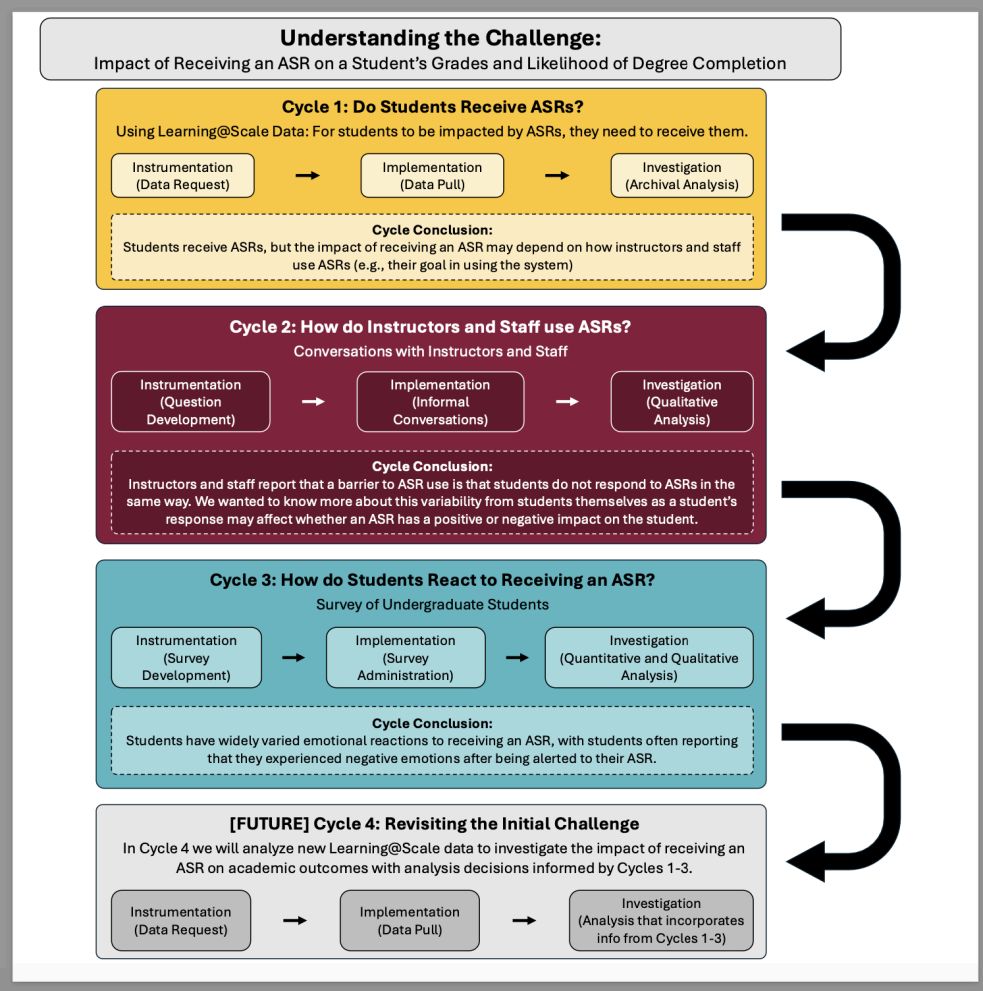 Understanding the Challenge:
Impact of Receiving an ASR on a Student’s Grades and Likelihood of Degree Completion
Cycle 1: Do Students Receive ASRs?
Using Learning@Scale Data: For students to be impacted by ASRs, they need to receive them.
Instrumentation
(Data Request)
Implementation
(Data Pull)
Investigation
(Archival Analysis)
Cycle Conclusion:
Students receive ASRs, but the impact of receiving an ASR may depend on how instructors and staff
use ASRs (e.g., their goal in using the system)
Cycle 2: How do Instructors and Staff use ASRs?
Conversations with Instructors and Staff
Instrumentation
(Question
Development)
Implementation
(Informal
Conversations)
Investigation
(Qualitative
Analysis)
Cycle Conclusion:
Instructors and staff report that a barrier to ASR use is that students do not respond to ASRs in the
same way. We wanted to know more about this variability from students themselves as a student’s
response may affect whether an ASR has a positive or negative impact on the student.
Cycle 3: How do Students React to Receiving an ASR?
Survey of Undergraduate Students
Instrumentation
(Survey
Development)
Implementation
(Survey
Administration)
Investigation
(Quantitative and Qualitative
Analysis)
Cycle Conclusion:
Students have widely varied emotional reactions to receiving an ASR, with students often reporting
that they experienced negative emotions after being alerted to their ASR.
[FUTURE] Cycle 4: Revisiting the Initial Challenge
In Cycle 4 we will analyze new Learning@Scale data to investigate the impact of receiving an
ASR on academic outcomes with analysis decisions informed by Cycles 1-3.
Instrumentation
(Data Request)
Implementation
(Data Pull)
Investigation
(Analysis that incorporates
info from Cycles 1-3)